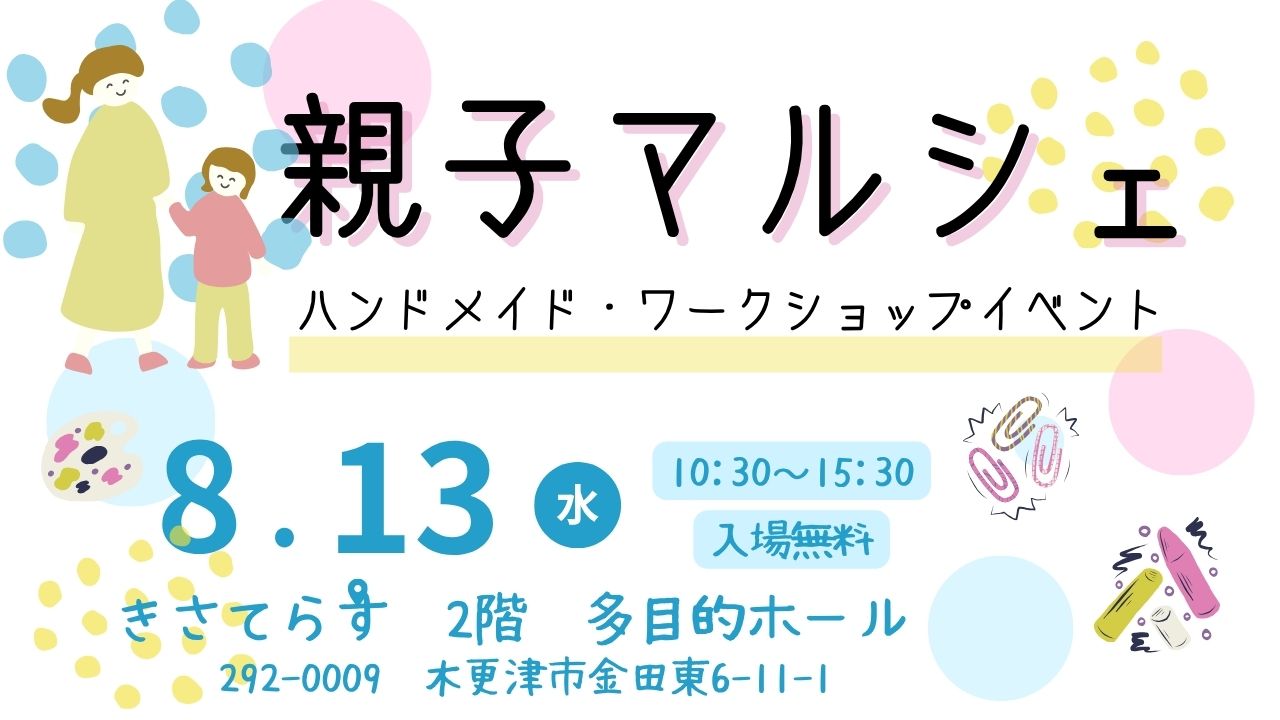 親子マルシェ
ハンドメイド・ワークショップイベント
8.13 水
10:30〜15:30
入場無料
きさてらす 2階 多目的ホール
292-0009 木更津市金田東6-11-1